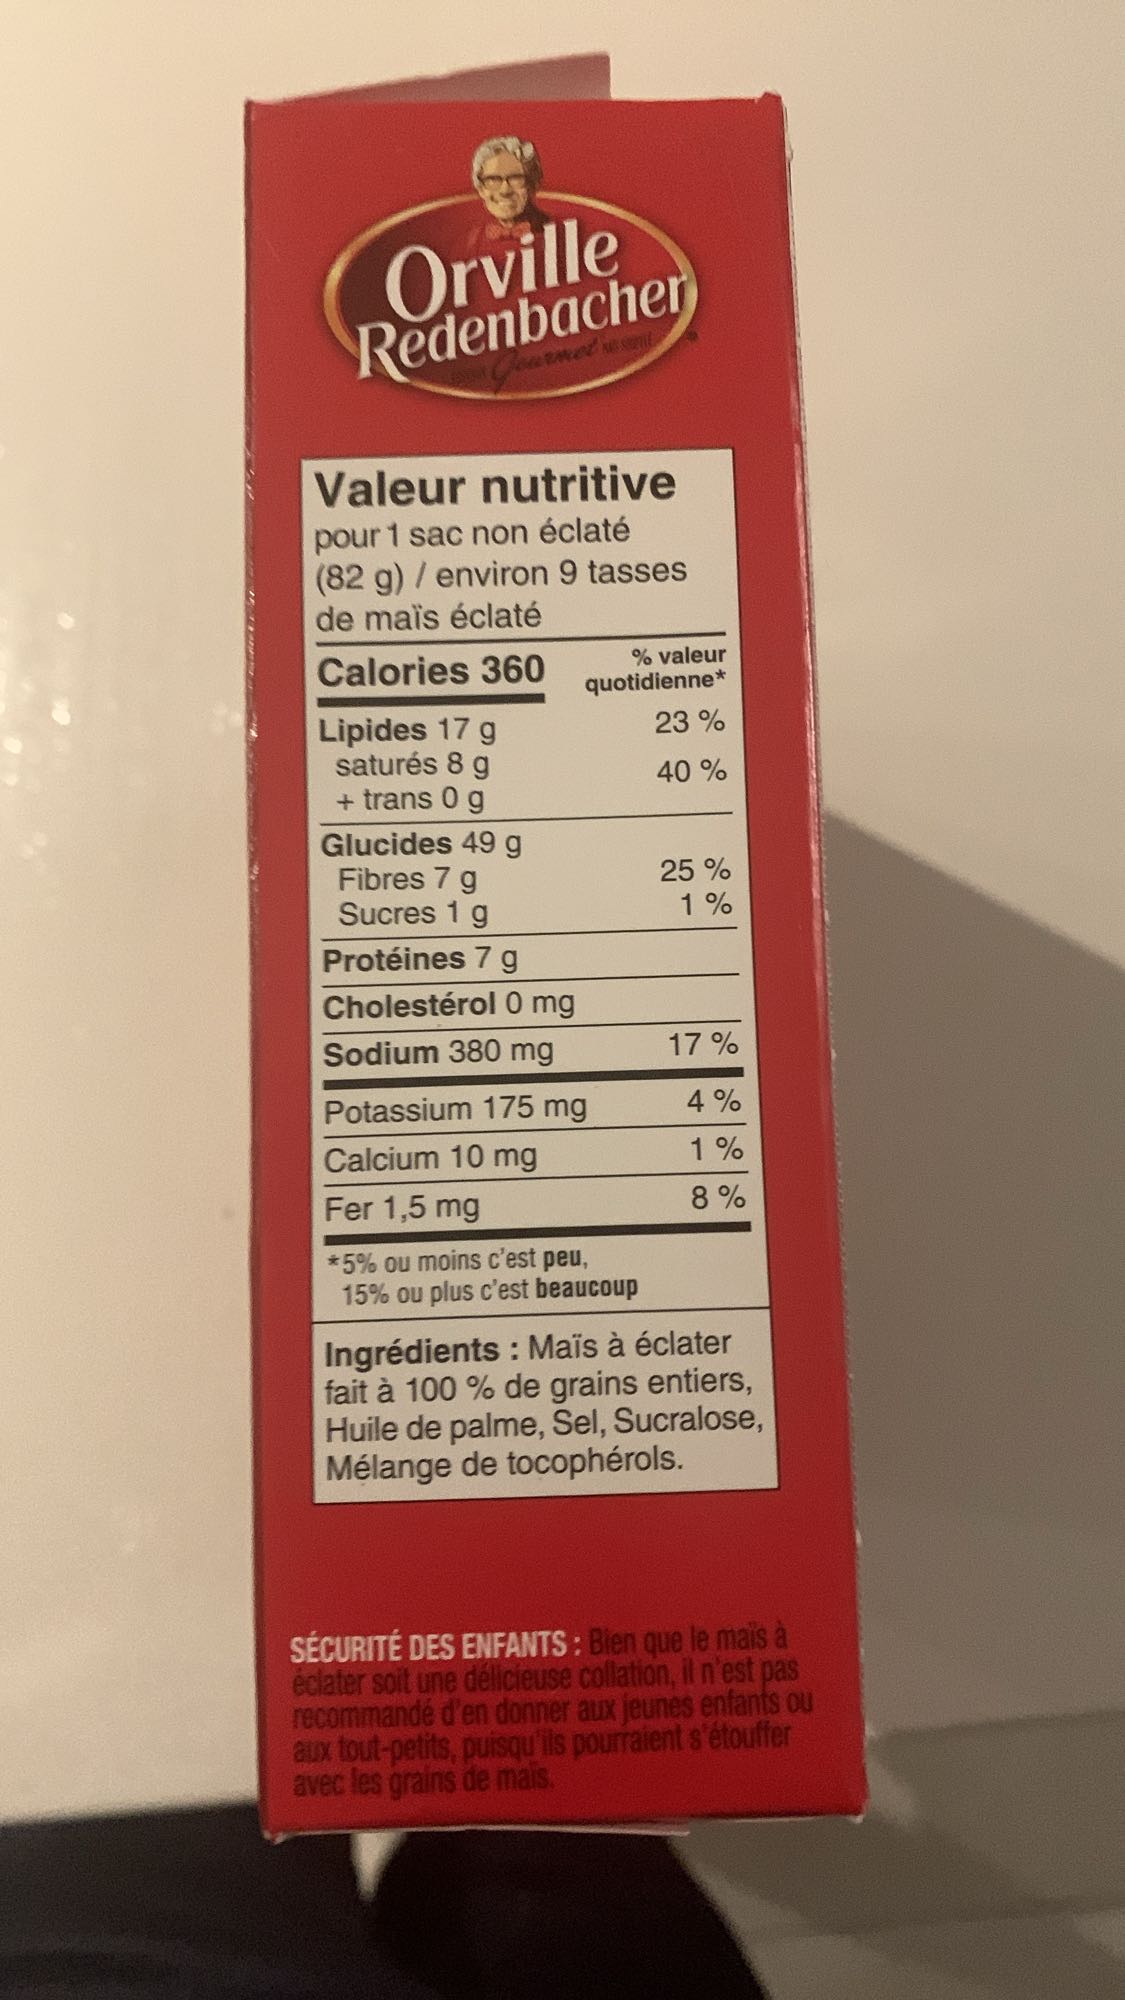 Orville
Redenbacher
Gourmet
Valeur nutritive
pour 1 sac non éclaté
(82 g) / environ 9 tasses
de maïs éclaté
Calories 360
% valeur
quotidienne*
Lipides 17 g 23 %
saturés 8 g
+ trans 0 g 40 %
Glucides 49 g
Fibres 7 g 25 %
Sucres 1 g 1 %
Protéines 7 g
Cholestérol 0 mg
Sodium 380 mg 17 %
Potassium 175 mg 4 %
Calcium 10 mg 1 %
Fer 1,5 mg 8 %
*5% ou moins c'est peu,
15% ou plus c'est beaucoup
Ingrédients : Maïs à éclater
fait à 100 % de grains entiers,
Huile de palme, Sel, Sucralose,
Mélange de tocophérols.
SÉCURITÉ DES ENFANTS : Bien que le maïs à
éclater soit une délicieuse collation, il n'est pas
recommandé d'en donner aux jeunes enfants ou
aux tout-petits, puisqu'ils pourraient s'étouffer
avec les grains de maïs.